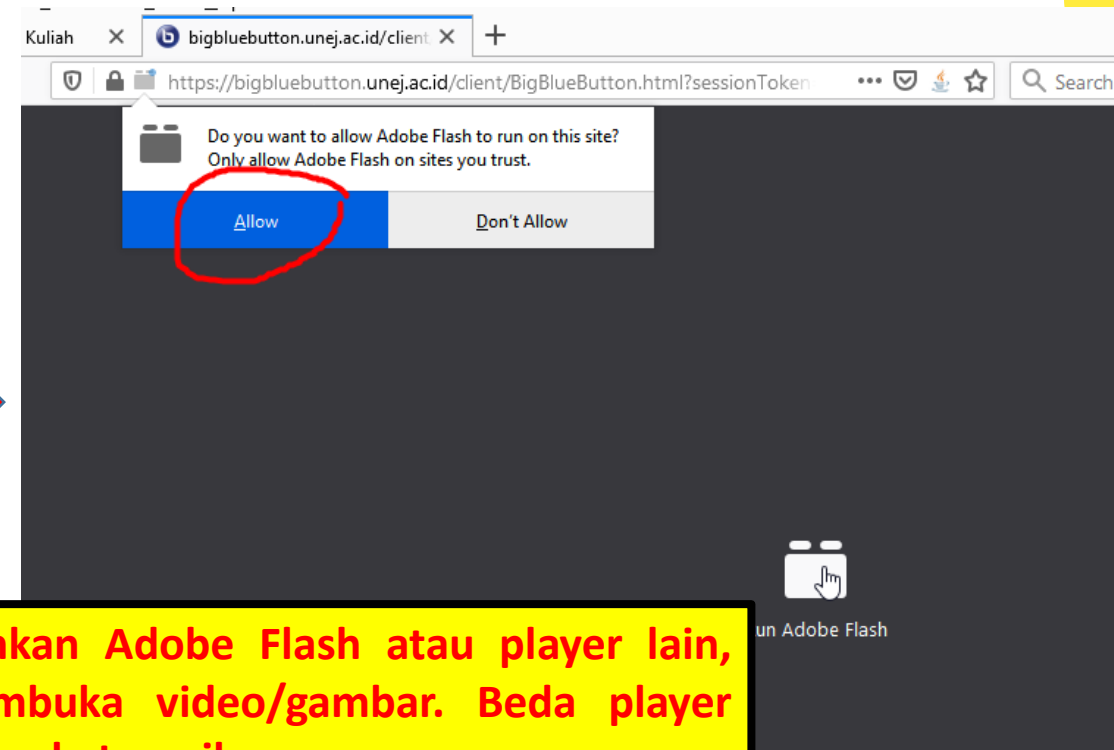 Kuliah
bigbluebutton.unej.ac.id/client
https://bigbluebutton.unej.ac.id/client/BigBlueButton.html?sessionToken
Search
Do you want to allow Adobe Flash to run on this site?
Only allow Adobe Flash on sites you trust.
Allow
Don't Allow
un Adobe Flash
nkan Adobe Flash atau player lain,
mbuka video/gambar. Beda player